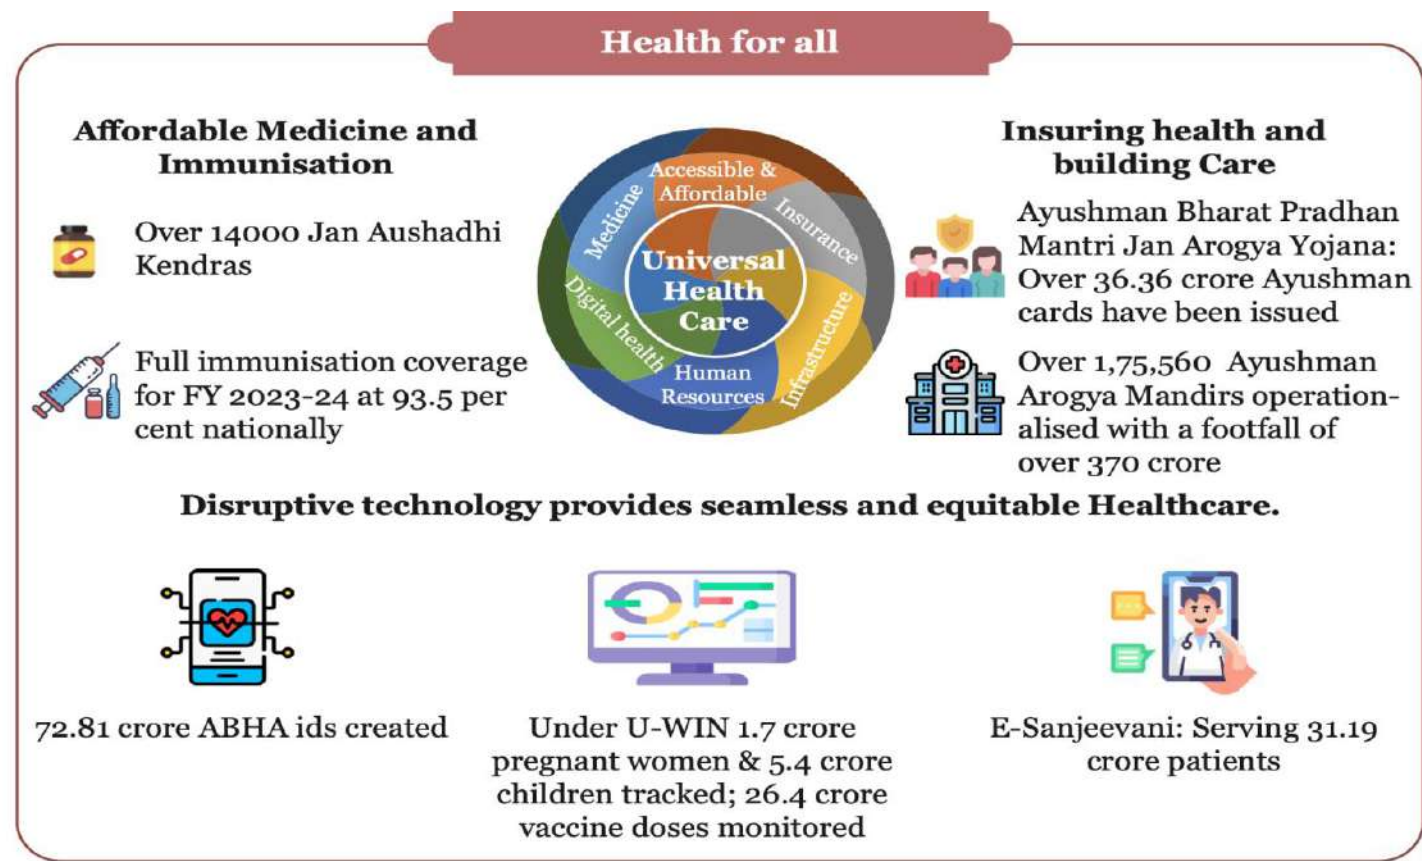 Health for all
Affordable Medicine and
Immunisation
Over 14000 Jan Aushadhi
Kendras
Full immunisation coverage
for FY 2023-24 at 93.5 per
cent nationally
Accessible &
Affordable
Insurance
Infrastructure
Human
Resources
Digital health
Medicine
Universal
Health
Care
Insuring health and
building Care
Ayushman Bharat Pradhan
Mantri Jan Arogya Yojana:
Over 36.36 crore Ayushman
cards have been issued
Over 1,75,560 Ayushman
Arogya Mandirs operation-
alised with a footfall of
over 370 crore
Disruptive technology provides seamless and equitable Healthcare.
72.81 crore ABHA ids created
Under U-WIN 1.7 crore
pregnant women & 5.4 crore
children tracked; 26.4 crore
vaccine doses monitored
E-Sanjeevani: Serving 31.19
crore patients